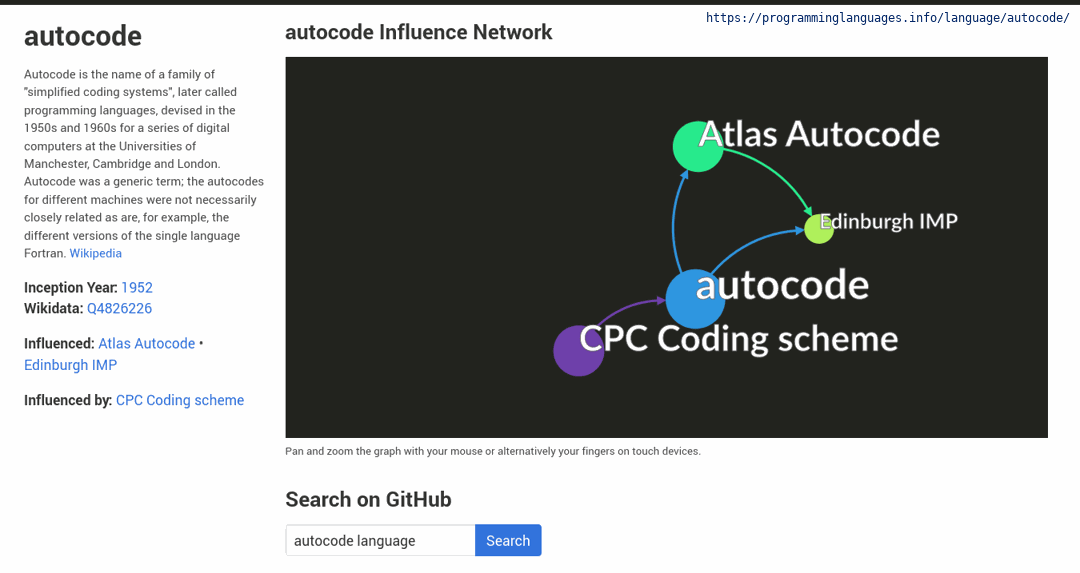 https://programminglanguages.info/language/autocode/
autocode
Autocode is the name of a family of
"simplified coding systems", later called
programming languages, devised in the
1950s and 1960s for a series of digital
computers at the Universities of
Manchester, Cambridge and London.
Autocode was a generic term; the autocodes
for different machines were not necessarily
closely related as are, for example, the
different versions of the single language
Fortran. Wikipedia
Inception Year: 1952
Wikidata: Q4826226
Influenced: Atlas Autocode •
Edinburgh IMP
Influenced by: CPC Coding scheme
autocode Influence Network
Atlas Autocode
Edinburgh IMP
autocode
CPC Coding scheme
Pan and zoom the graph with your mouse or alternatively your fingers on touch devices.
Search on GitHub
autocode language
Search